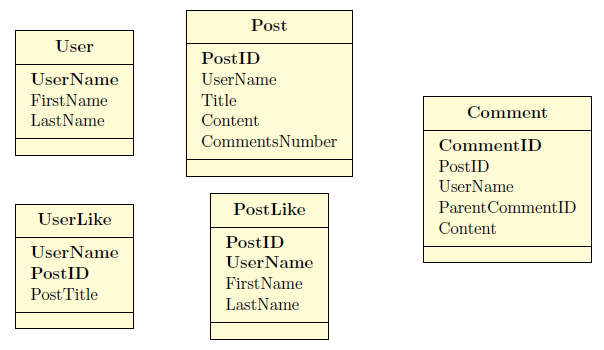 User
UserName
FirstName
LastName
Post
PostID
UserName
Title
Content
CommentsNumber
Comment
CommentID
PostID
UserName
ParentCommentID
Content
UserLike
UserName
PostID
PostTitle
PostLike
PostID
UserName
FirstName
LastName